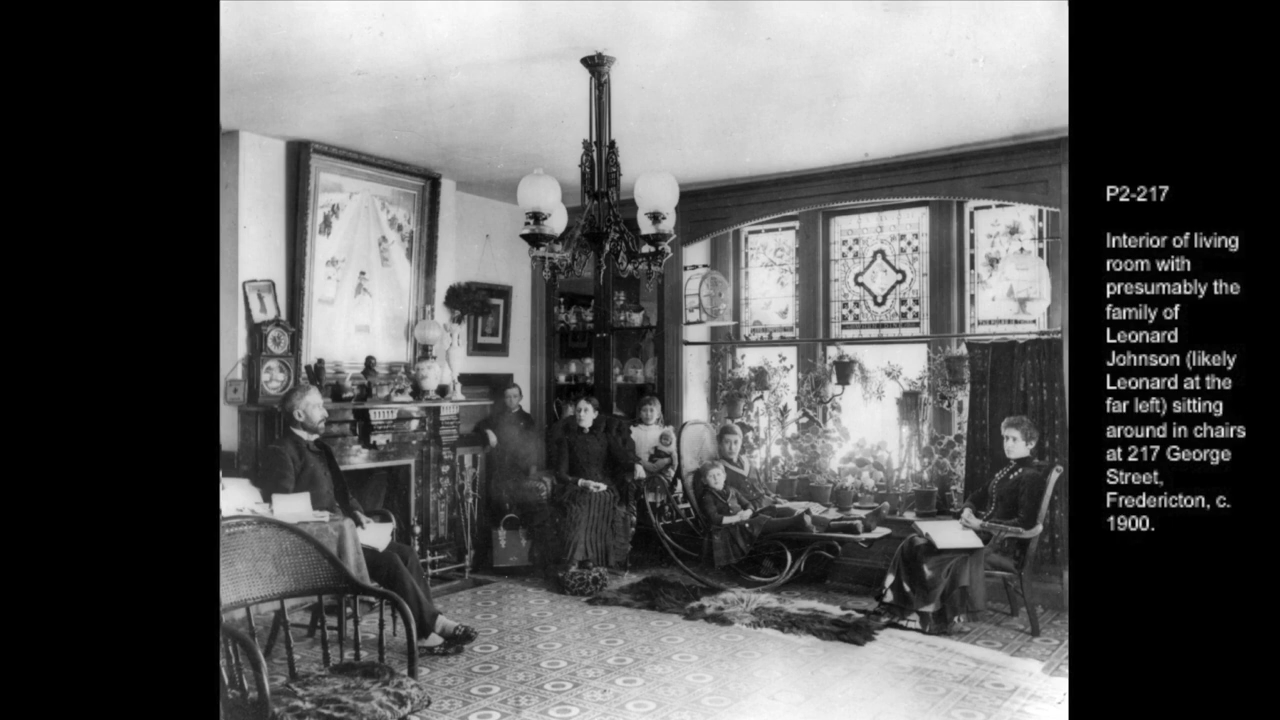 P2-217
Interior of living
room with
presumably the
family of
Leonard
Johnson (likely
Leonard at the
far left) sitting
around in chairs
at 217 George
Street,
Fredericton, c.
1900.